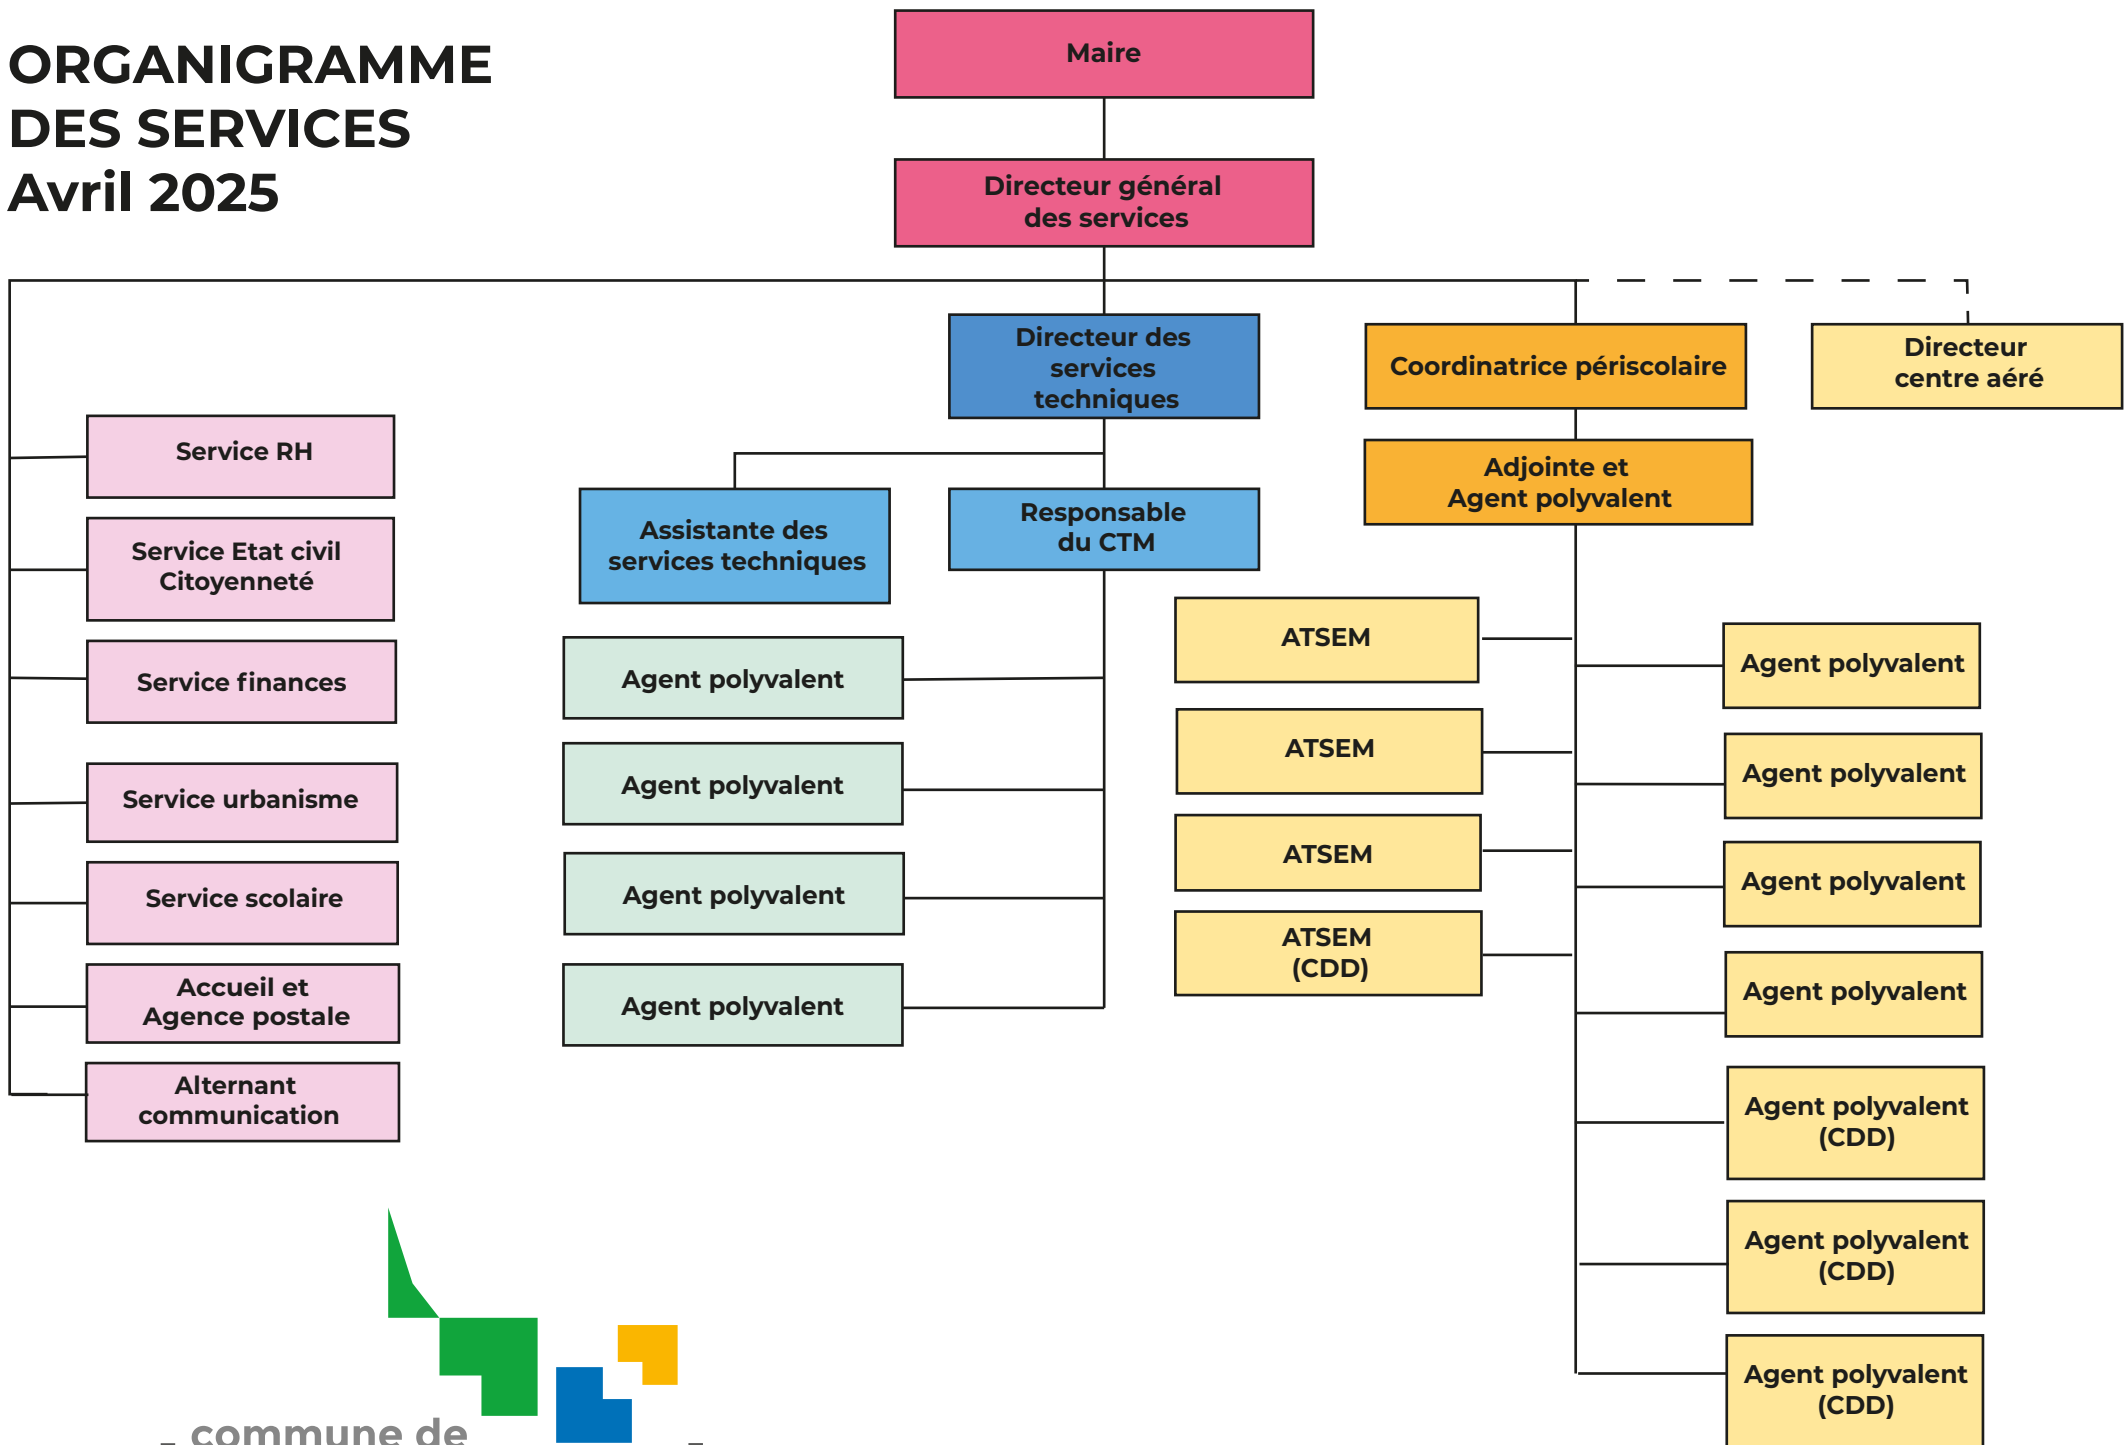 ORGANIGRAMME
DES SERVICES
Avril 2025
Maire
Directeur général
des services
Directeur des
services
techniques
Coordinatrice périscolaire
Directeur
centre aéré
Service RH
Service Etat civil
Citoyenneté
Service finances
Service urbanisme
Service scolaire
Accueil et
Agence postale
Alternant
communication
Assistante des
services techniques
Responsable
du CTM
Agent polyvalent
Agent polyvalent
Agent polyvalent
Agent polyvalent
Adjointe et
Agent polyvalent
ATSEM
ATSEM
ATSEM
ATSEM
(CDD)
Agent polyvalent
Agent polyvalent
Agent polyvalent
Agent polyvalent
Agent polyvalent
(CDD)
Agent polyvalent
(CDD)
Agent polyvalent
(CDD)
commune de